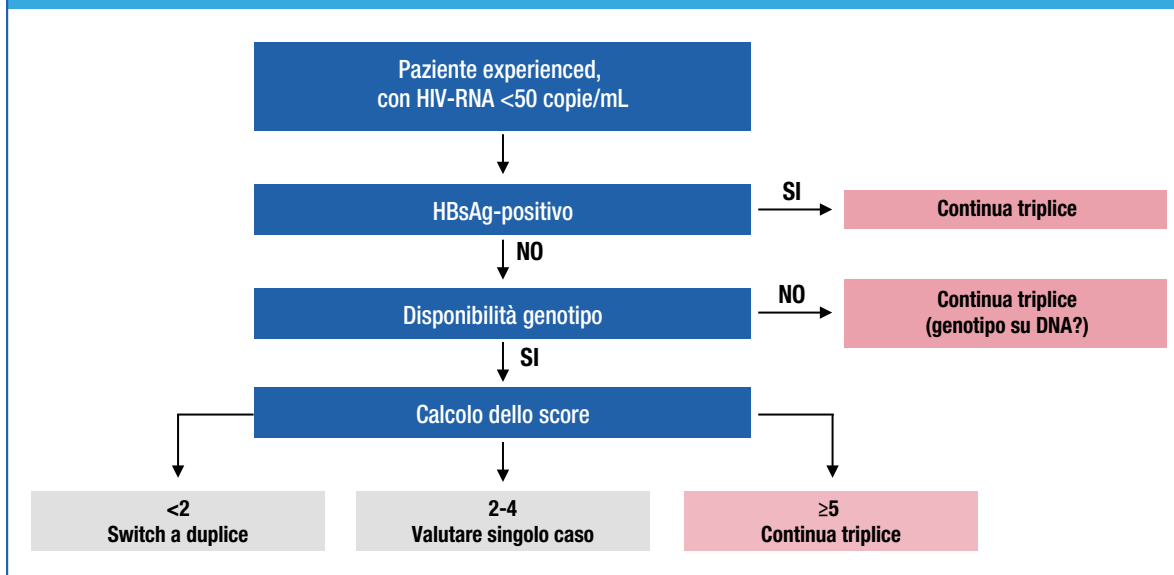 Paziente experienced,
con HIV-RNA <50 copie/mL
HBsAg-positivo
SI
Continua triplice
NO
Disponibilità genotipo
NO
Continua triplice
(genotipo su DNA?)
SI
Calcolo dello score
<2
Switch a duplice
2-4
Valutare singolo caso
≥5
Continua triplice